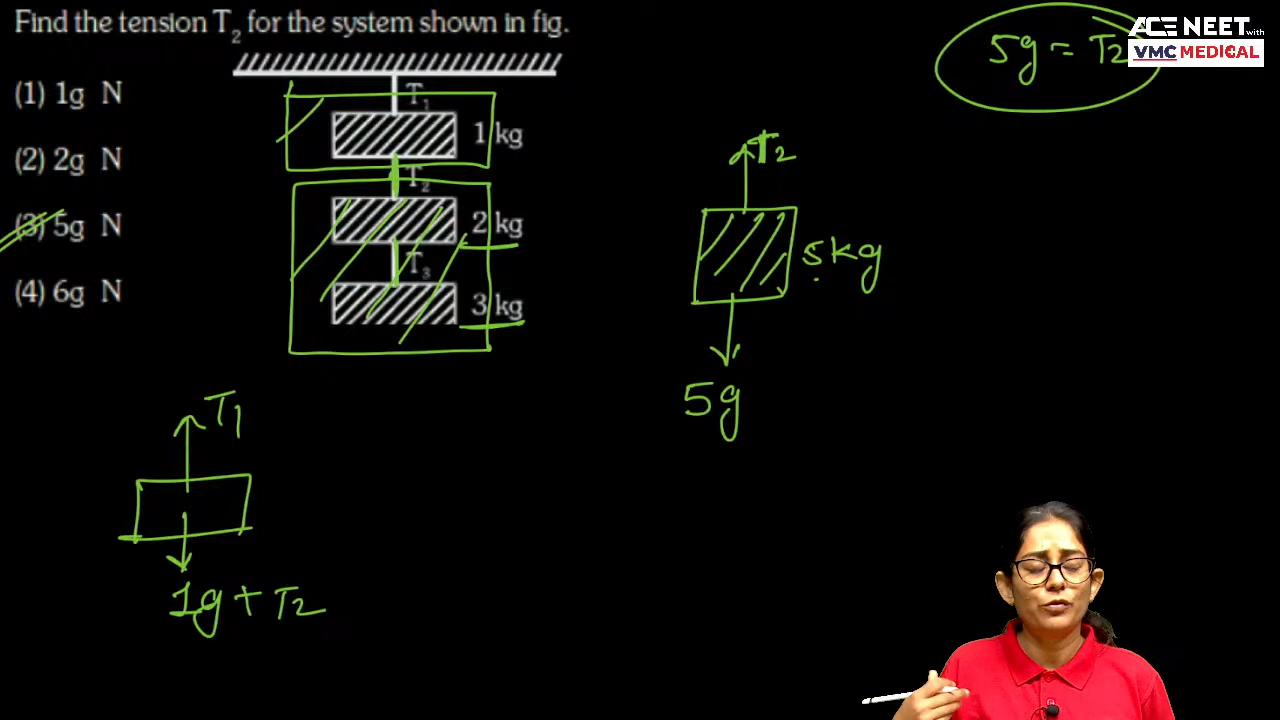 Find the tension T₂ for the system shown in fig.
(1) 1g N
(2) 2g N
(3) 5g N
(4) 6g N
T₁
1 kg
T₂
2 kg
T₃
3 kg
5g = T2
ACE NEET with
VMC MEDICAL
T2
5kg
5g
T1
1g + T2